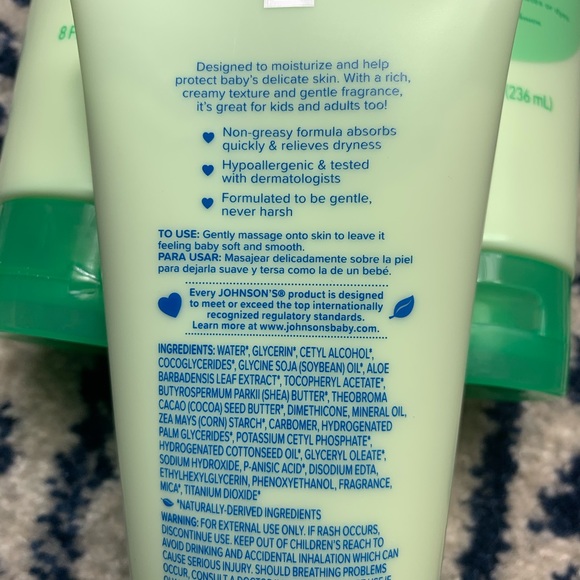 8 F
(236 mL)
Designed to moisturize and help
protect baby's delicate skin. With a rich,
creamy texture and gentle fragrance,
it's great for kids and adults too!
Non-greasy formula absorbs
quickly & relieves dryness
Hypoallergenic & tested
with dermatologists
Formulated to be gentle,
never harsh
TO USE: Gently massage onto skin to leave it
feeling baby soft and smooth.
PARA USAR: Masajear delicadamente sobre la piel
para dejarla suave y tersa como la de un bebé.
Every JOHNSON'S® product is designed
to meet or exceed the top internationally
recognized regulatory standards.
Learn more at www.johnsonsbaby.com.
INGREDIENTS: WATER*, GLYCERIN*, CETYL ALCOHOL*,
COCOGLYCERIDES*, GLYCINE SOJA (SOYBEAN) OIL*, ALOE
BARBADENSIS LEAF EXTRACT*, TOCOPHERYL ACETATE*,
BUTYROSPERMUM PARKII (SHEA) BUTTER*, THEOBROMA
CACAO (COCOA) SEED BUTTER*, DIMETHICONE, MINERAL OIL,
ZEA MAYS (CORN) STARCH*, CARBOMER, HYDROGENATED
PALM GLYCERIDES*, POTASSIUM CETYL PHOSPHATE*,
HYDROGENATED COTTONSEED OIL*, GLYCERYL OLEATE*,
SODIUM HYDROXIDE, P-ANISIC ACID*, DISODIUM EDTA,
ETHYLHEXYLGLYCERIN, PHENOXYETHANOL, FRAGRANCE,
MICA*, TITANIUM DIOXIDE*
*NATURALLY-DERIVED INGREDIENTS
WARNING: FOR EXTERNAL USE ONLY. IF RASH OCCURS,
DISCONTINUE USE. KEEP OUT OF CHILDREN'S REACH TO
AVOID DRINKING AND ACCIDENTAL INHALATION WHICH CAN
CAUSE SERIOUS INJURY. SHOULD BREATHING PROBLEMS
OCCUR, CONSULT A